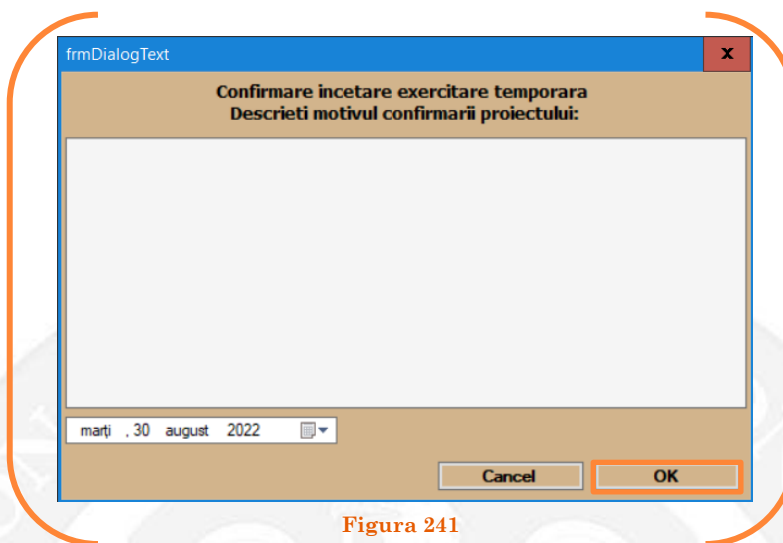 frmDialogText
x
Confirmare incetare exercitare temporara
Descrieti motivul confirmarii proiectului:
marți , 30 august 2022
Cancel OK
Figura 241